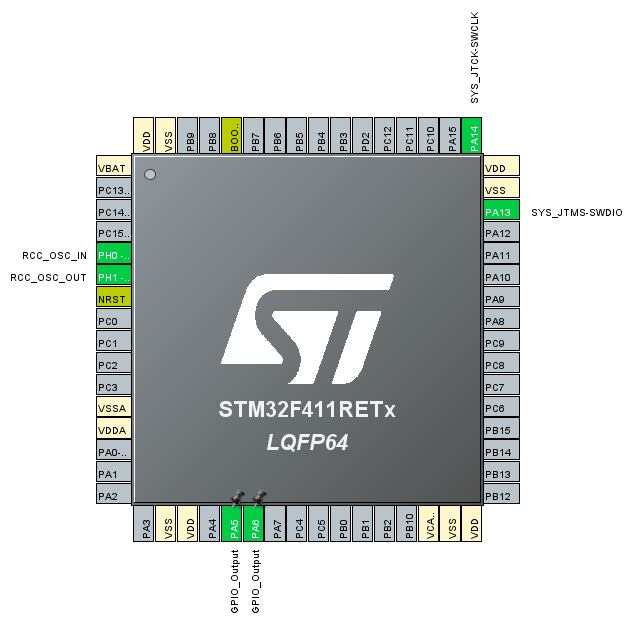 SYS_JTCK-SWCLK
VDD
VSS
PB9
PB8
BOO..
PB7
PB6
PB5
PB4
PB3
PD2
PC12
PC11
PC10
PA15
PA14
VBAT
PC13..
PC14..
PC15..
RCC_OSC_IN PH0 -..
RCC_OSC_OUT PH1 -..
NRST
PC0
PC1
PC2
PC3
VSSA
VDDA
PA0-..
PA1
PA2
ST
STM32F411RETx
LQFP64
VDD
VSS
PA13 SYS_JTMS-SWDIO
PA12
PA11
PA10
PA9
PA8
PC9
PC8
PC7
PC6
PB15
PB14
PB13
PB12
PA3
VSS
VDD
PA4
PA5
PA6
PA7
PC4
PC5
PB0
PB1
PB2
PB10
VCA..
VSS
VDD
GPIO_Output
GPIO_Output